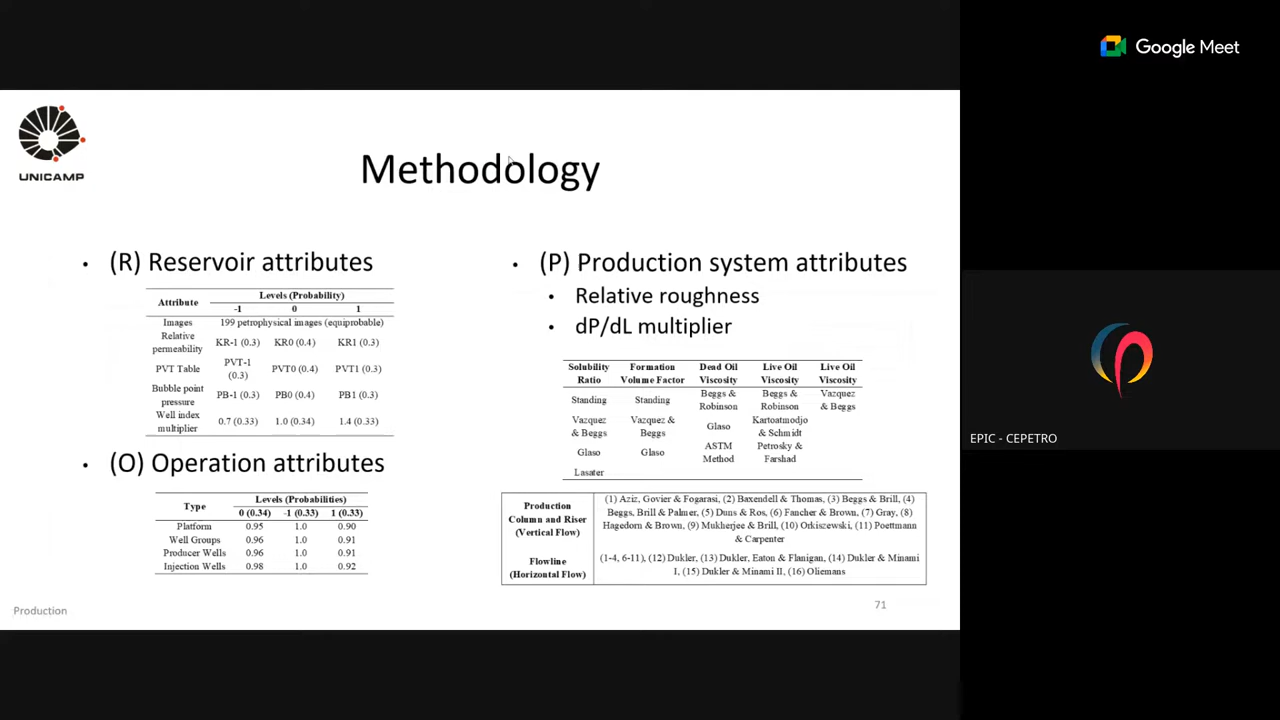 Google Meet
UNICAMP
Methodology
• (R) Reservoir attributes
Attribute Levels (Probability)
-1 0 1
Images 199 petrophysical images (equiprobable)
Relative permeability KR-1 (0.3) KR0 (0.4) KR1 (0.3)
PVT Table PVT-1 (0.3) PVT0 (0.4) PVT1 (0.3)
Bubble point pressure PB-1 (0.3) PB0 (0.4) PB1 (0.3)
Well index multiplier 0.7 (0.33) 1.0 (0.34) 1.4 (0.33)
• (O) Operation attributes
Type Levels (Probabilities)
0 (0.34) -1 (0.33) 1 (0.33)
Platform 0.95 1.0 0.90
Well Groups 0.96 1.0 0.91
Producer Wells 0.96 1.0 0.91
Injection Wells 0.98 1.0 0.92
• (P) Production system attributes
• Relative roughness
• dP/dL multiplier
Solubility Formation Dead Oil Live Oil Live Oil
Ratio Volume Factor Viscosity Viscosity Viscosity
Standing Standing Beggs & Robinson Beggs & Robinson Vazquez & Beggs
Vazquez & Beggs Vazquez & Beggs Glaso Kartoatmodjo & Schmidt
Glaso Glaso ASTM Method Petrosky & Farshad
Lasater
Production Column and Riser (Vertical Flow)
(1) Aziz, Govier & Fogarasi, (2) Baxendell & Thomas, (3) Beggs & Brill, (4)
Beggs, Brill & Palmer, (5) Duns & Ros, (6) Fancher & Brown, (7) Gray, (8)
Hagedorn & Brown, (9) Mukherjee & Brill, (10) Orkiszewski, (11) Poettmann
& Carpenter
Flowline (Horizontal Flow)
(1-4, 6-11), (12) Dukler, (13) Dukler, Eaton & Flanigan, (14) Dukler & Minami
I, (15) Dukler & Minami II, (16) Oliemans
Production
71
EPIC - CEPETRO